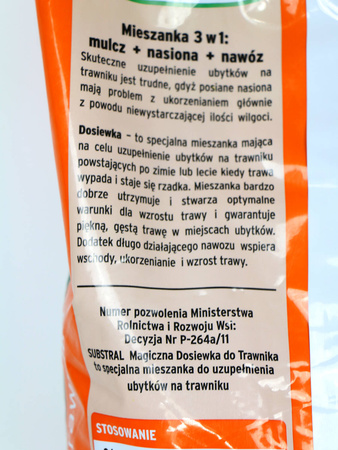 Mieszanka 3 w 1:
mulcz + nasiona + nawóz
Skuteczne uzupełnienie ubytków na
trawniku jest trudne, gdyż posiane nasiona
mają problem z ukorzenianiem głównie
z powodu niewystarczającej ilości wilgoci.
Dosiewka – to specjalna mieszanka mająca
na celu uzupełnienie ubytków na trawniku
powstających po zimie lub lecie kiedy trawa
wypada i staje się rzadka. Mieszanka bardzo
dobrze utrzymuje i stwarza optymalne
warunki dla wzrostu trawy i gwarantuje
piękną, gęstą trawę w miejscach ubytków.
Dodatek długo działającego nawozu wspiera
wschody, ukorzenianie i wzrost trawy.
Numer pozwolenia Ministerstwa
Rolnictwa i Rozwoju Wsi:
Decyzja Nr P-264a/11
SUBSTRAL Magiczna Dosiewka do Trawnika
to specjalna mieszanka do uzupełnienia
ubytków na trawniku
STOSOWANIE